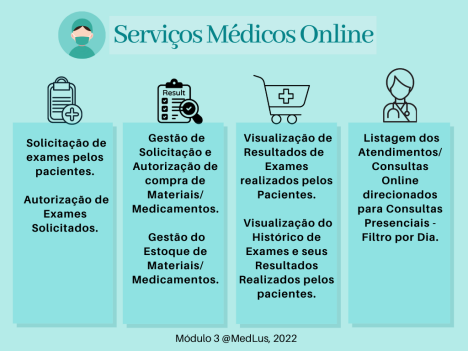 Serviços Médicos Online
Result
Solicitação de
exames pelos
pacientes.
Autorização de
Exames
Solicitados.
Gestão de
Solicitação e
Autorização de
compra de
Materiais/
Medicamentos.
Gestão do
Estoque de
Materiais/
Medicamentos.
Visualização de
Resultados de
Exames
realizados pelos
Pacientes.
Visualização do
Histórico de
Exames e seus
Resultados
Realizados pelos
pacientes.
Listagem dos
Atendimentos/
Consultas
Online
direcionados
para Consultas
Presenciais -
Filtro por Dia.
Módulo 3 @MedLus, 2022